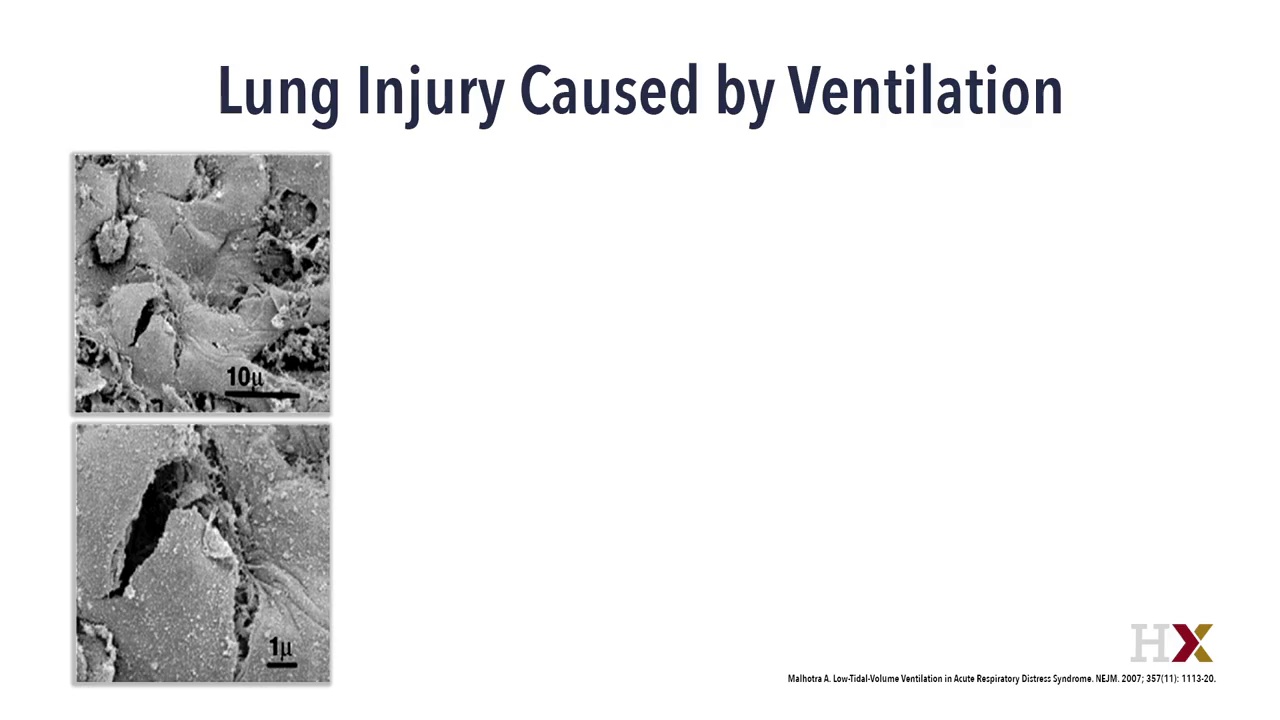 Lung Injury Caused by Ventilation
10μ
1μ
HX
Malhotra A. Low-Tidal-Volume Ventilation in Acute Respiratory Distress Syndrome. NEJM. 2007; 357(11): 1113-20.